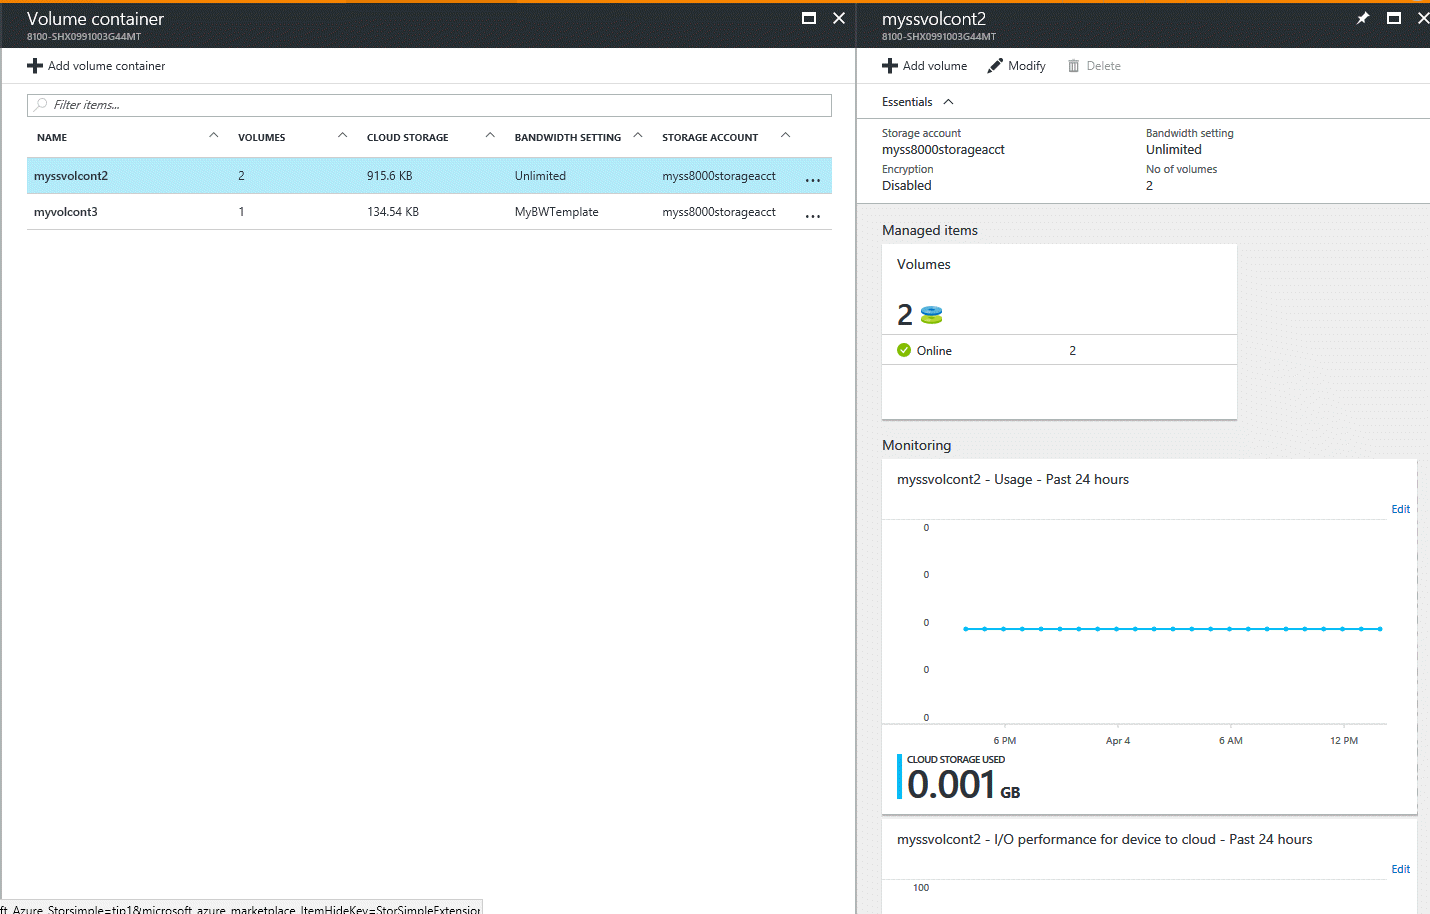 Volume container
8100-SHX0991003G44MT
Add volume container
Filter items...
NAME VOLUMES CLOUD STORAGE BANDWIDTH SETTING STORAGE ACCOUNT
myssvolcont2 2 915.6 KB Unlimited myss8000storageacct ...
myvolcont3 1 134.54 KB MyBWTemplate myss8000storageacct ...
ft_Azure_Storsimple=tip1&microsoft_azure_marketplace_ItemHideKey=StorSimpleExtension
myssvolcont2
8100-SHX0991003G44MT
Add volume Modify Delete
Essentials
Storage account Bandwidth setting
myss8000storageacct Unlimited
Encryption No of volumes
Disabled 2
Managed items
Volumes
2
Online 2
Monitoring
myssvolcont2 - Usage - Past 24 hours
Edit
0
0
0
0
0
6 PM Apr 4 6 AM 12 PM
CLOUD STORAGE USED
0.001 GB
myssvolcont2 - I/O performance for device to cloud - Past 24 hours
Edit
100